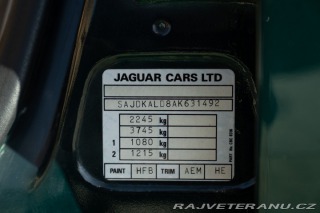 JAGUAR CARS LTD
SAJDKALD8AK631492
2245 kg
3745 kg
1 1080 kg
2 1215 kg
PAINT HFB TRIM AEM HE
RAJVETERANU.CZ